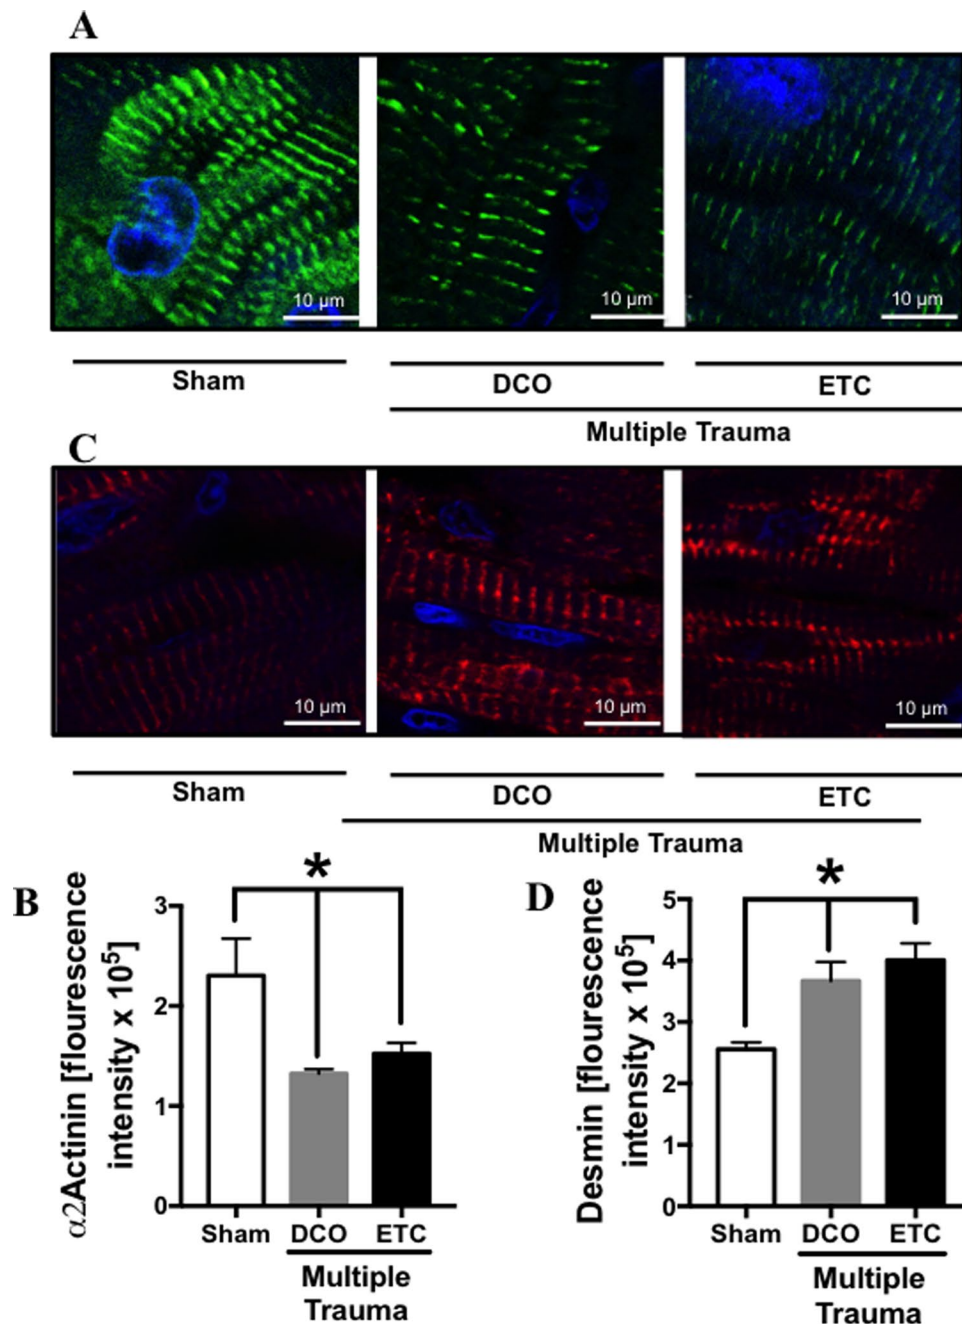 A
10 µm 10 µm 10 µm
Sham DCO ETC
Multiple Trauma
C
10 µm 10 µm 10 µm
Sham DCO ETC
Multiple Trauma
B
α2Actinin [flourescence
intensity x 10⁵]
3
2
1
0
*
Sham DCO ETC
Multiple
Trauma
D
Desmin [flourescence
intensity x 10⁵]
5
4
3
2
1
0
*
Sham DCO ETC
Multiple
Trauma